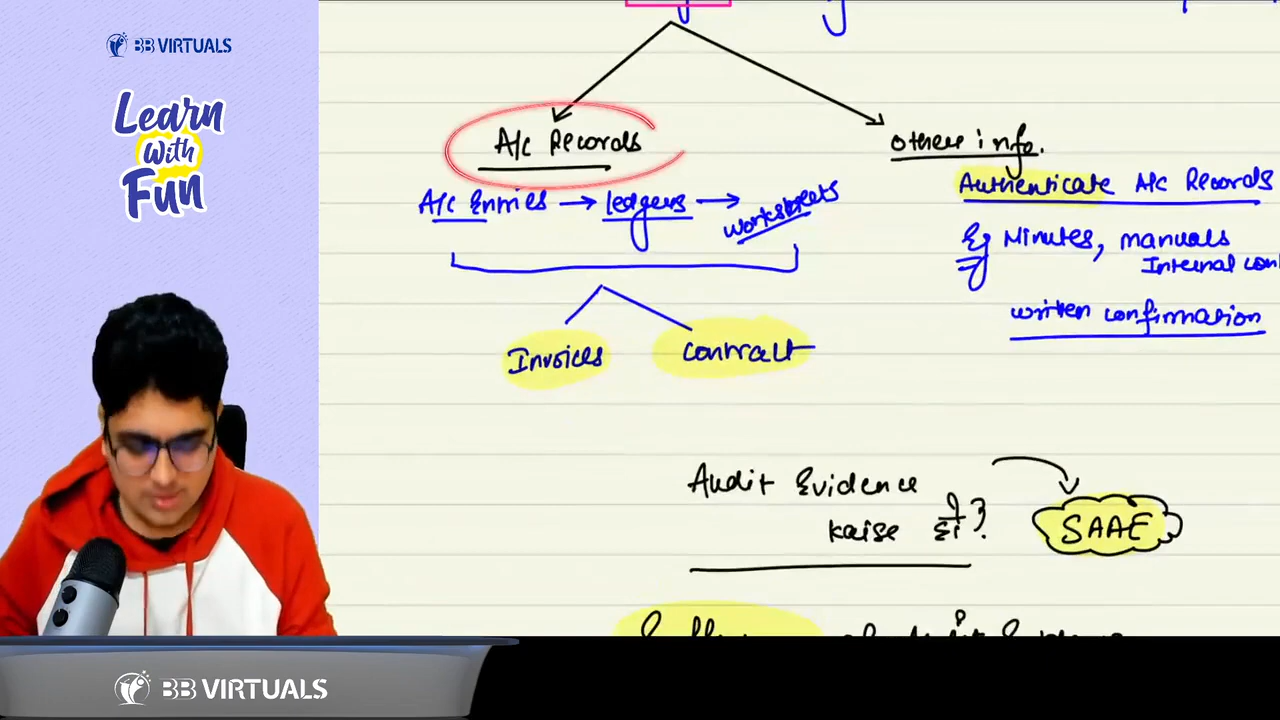 BB VIRTUALS
Learn
With
Fun
A/c Records
Other info.
A/c Enries → ledgers → worksheets
Authenticate A/c Records
Eg Minutes, manuals
Internal con
written confirmation
Invoices
Contract
Audit Evidence
kaise हो?
SAAE
BB VIRTUALS